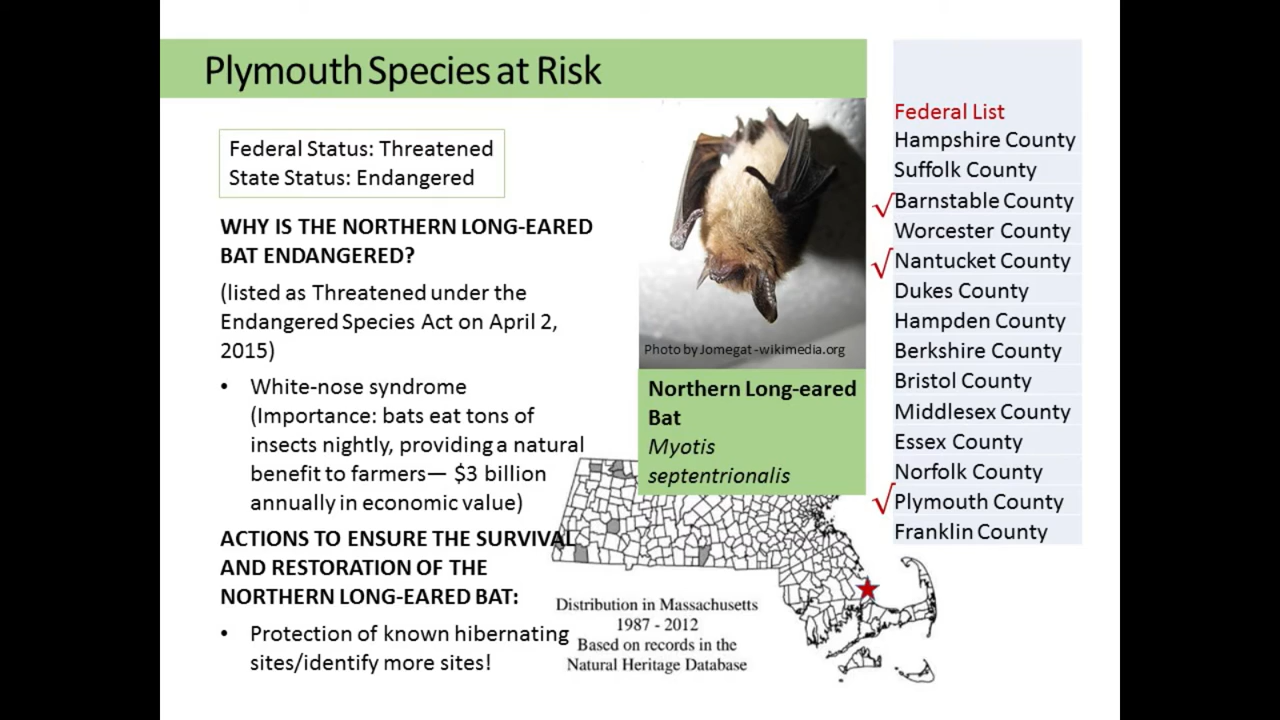 Plymouth Species at Risk
Federal Status: Threatened
State Status: Endangered
WHY IS THE NORTHERN LONG-EARED
BAT ENDANGERED?
(listed as Threatened under the
Endangered Species Act on April 2,
2015)
• White-nose syndrome
(Importance: bats eat tons of
insects nightly, providing a natural
benefit to farmers— $3 billion
annually in economic value)
ACTIONS TO ENSURE THE SURVIVAL
AND RESTORATION OF THE
NORTHERN LONG-EARED BAT:
• Protection of known hibernating
sites/identify more sites!
Photo by Jomegat -wikimedia.org
Northern Long-eared
Bat
Myotis
septentrionalis
Distribution in Massachusetts
1987 - 2012
Based on records in the
Natural Heritage Database
Federal List
Hampshire County
Suffolk County
√ Barnstable County
Worcester County
√ Nantucket County
Dukes County
Hampden County
Berkshire County
Bristol County
Middlesex County
Essex County
Norfolk County
√ Plymouth County
Franklin County